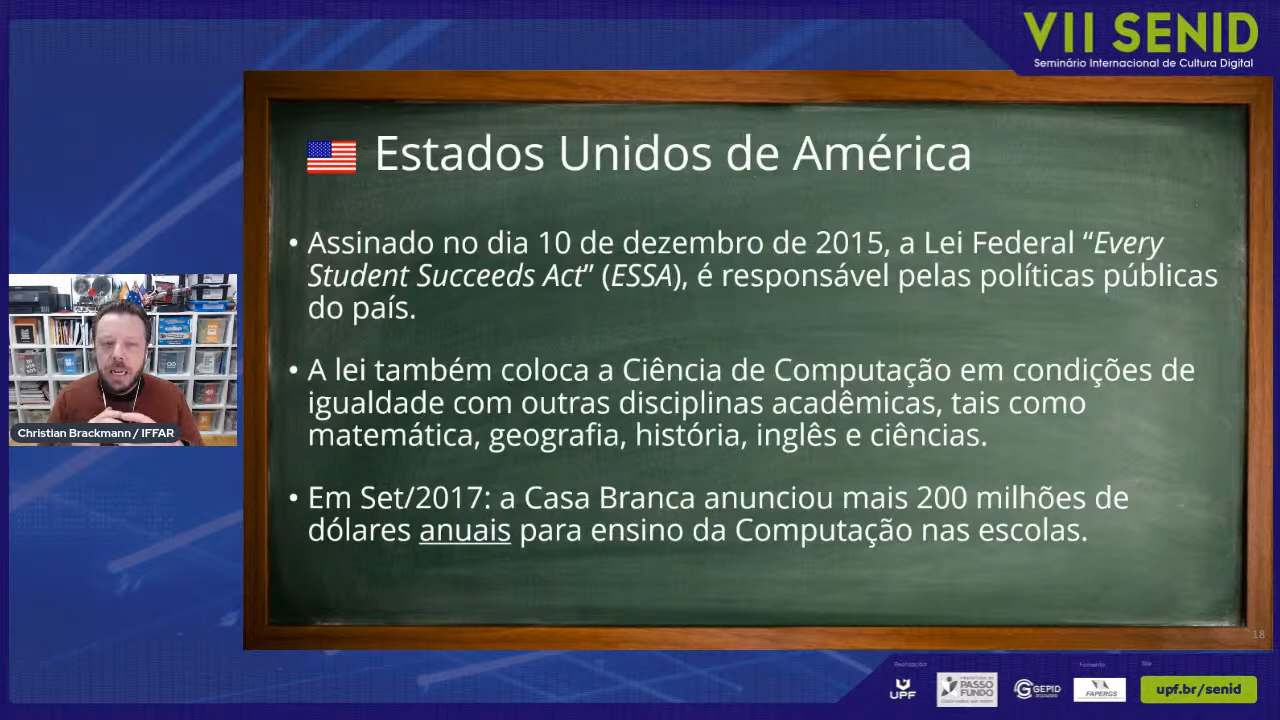 VII SENID
Seminário Internacional de Cultura Digital
Estados Unidos de América
• Assinado no dia 10 de dezembro de 2015, a Lei Federal “Every
Student Succeeds Act” (ESSA), é responsável pelas políticas públicas
do país.
• A lei também coloca a Ciência de Computação em condições de
igualdade com outras disciplinas acadêmicas, tais como
matemática, geografia, história, inglês e ciências.
• Em Set/2017: a Casa Branca anunciou mais 200 milhões de
dólares anuais para ensino da Computação nas escolas.
Christian Brackmann / IFFAR
18
Realização:
Fomento:
Site
UPF
PASSO
FUNDO
GEPID
FAPERGS
upf.br/senid